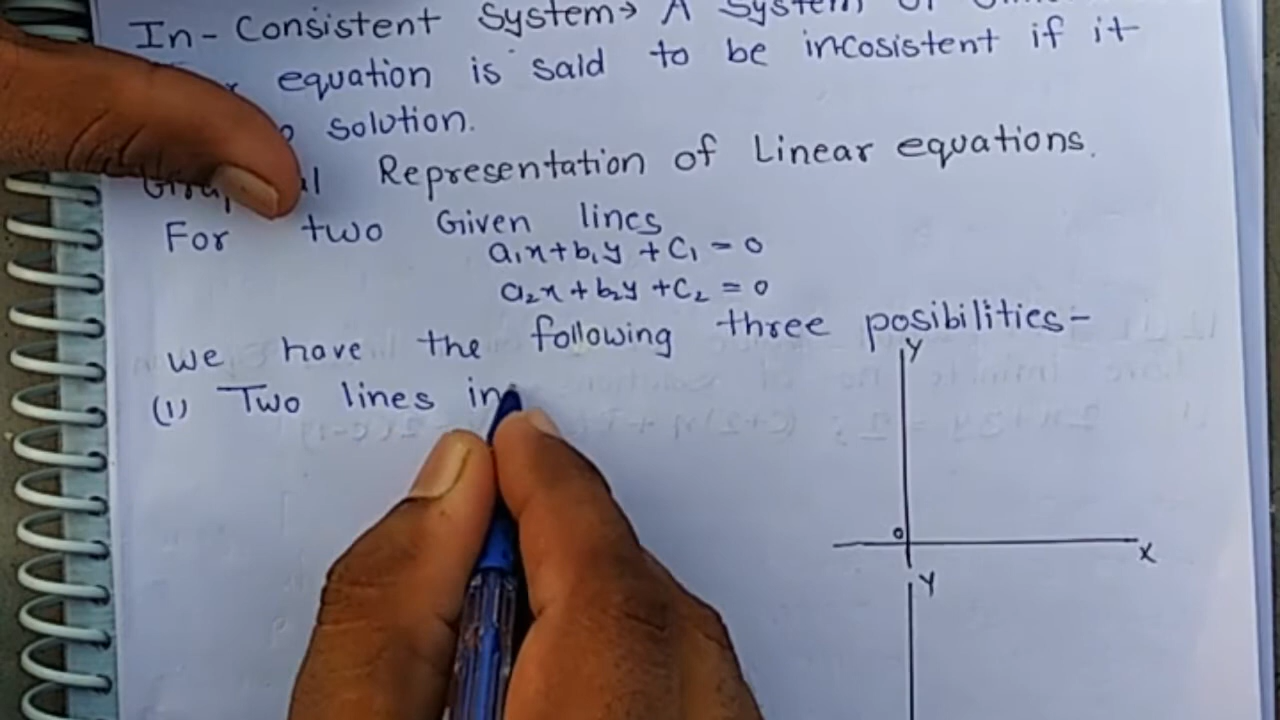 In-Consistent System→ A System of
equation is said to be incosistent if it
solution.
Representation of Linear equations.
For two Given lines
a₁x+b₁y+C₁=0
a₂x+b₂y+C₂=0
we have the following three posibilities-
(1) Two lines in
Y
O
X
Y